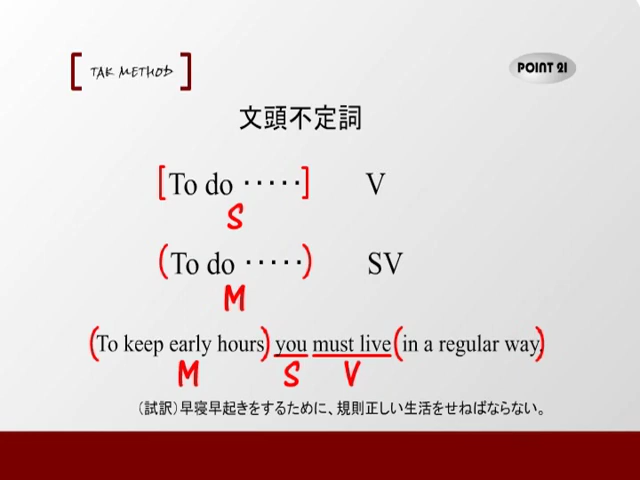 [ TAK METHOD ]
POINT 21
文頭不定詞
[To do ·····] V
S
(To do ·····) SV
M
(To keep early hours) you must live (in a regular way.)
M S V
（試訳）早寝早起きをするために、規則正しい生活をせねばならない。